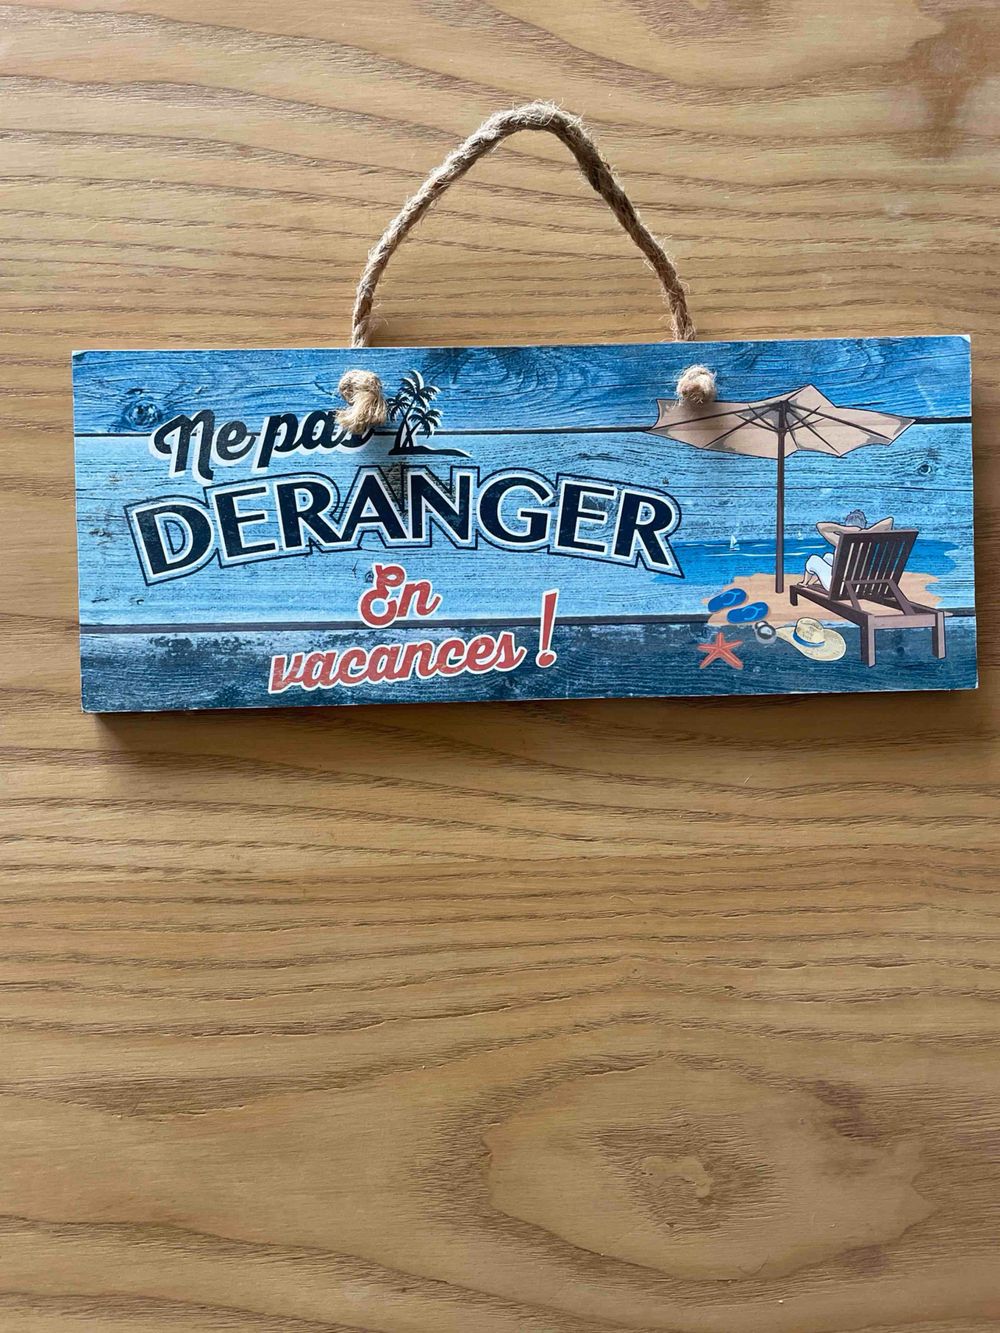 Ne pas
DERANGER
En
vacances !